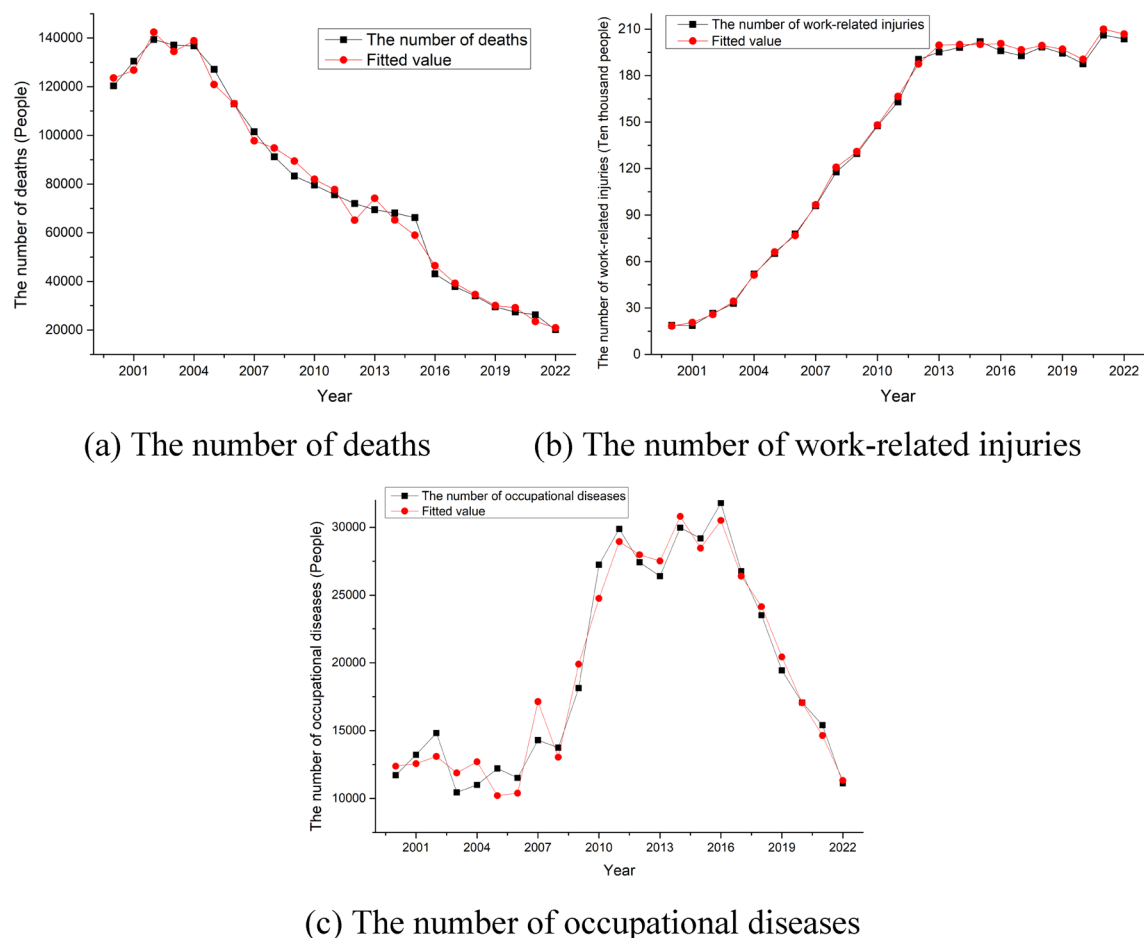 The number of deaths
Fitted value
The number of deaths (People)
140000
120000
100000
80000
60000
40000
20000
2001 2004 2007 2010 2013 2016 2019 2022
Year
(a) The number of deaths
The number of work-related injuries
Fitted value
The number of work-related injuries (Ten thousand people)
210
180
150
120
90
60
30
0
2001 2004 2007 2010 2013 2016 2019 2022
Year
(b) The number of work-related injuries
The number of occupational diseases
Fitted value
The number of occupational diseases (People)
30000
25000
20000
15000
10000
2001 2004 2007 2010 2013 2016 2019 2022
Year
(c) The number of occupational diseases